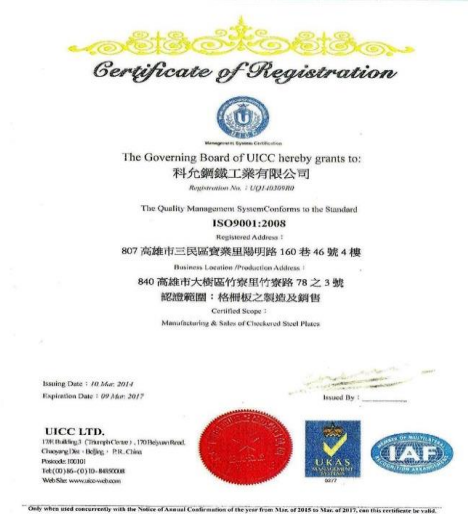 Certificate of Registration
Management System Certification
The Governing Board of UICC hereby grants to:
科允鋼鐵工業有限公司
Registration No.：UQ140309R0
The Quality Management SystemConforms to the Standard
ISO9001:2008
Registered Address：
807 高雄市三民區寶業里陽明路 160 巷 46 號 4 樓
Business Location /Production Address：
840 高雄市大樹區竹寮里竹寮路 78 之 3 號
認證範圍：格柵板之製造及銷售
Certified Scope：
Manufacturing & Sales of Checkered Steel Plates
Issuing Date：10 Mar. 2014
Expiration Date：09 Mar. 2017
Issued By：
UICC LTD.
Chaoyang Dist.，Beijing，P.R. China
Postcode: 100101
Web Site: www.uicc-web.com
UKAS
MANAGEMENT
SYSTEMS
IAF
Only when used concurrently with the Notice of Annual Confirmation of the year from Mar. of 2015 to Mar. of 2017, can this certificate be valid.